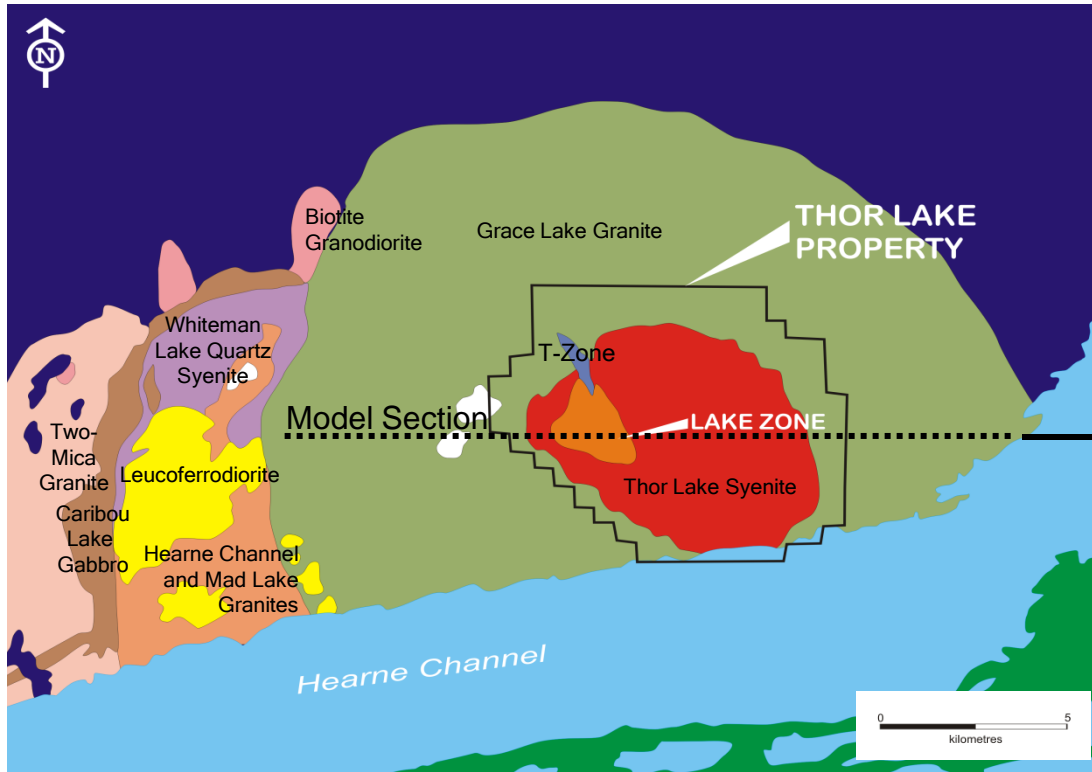 N
Biotite
Granodiorite
Grace Lake Granite
THOR LAKE
PROPERTY
Whiteman
Lake Quartz
Syenite
T-Zone
Model Section
LAKE ZONE
Two-
Mica
Granite
Leucoferrodiorite
Thor Lake Syenite
Caribou
Lake
Gabbro
Hearne Channel
and Mad Lake
Granites
Hearne Channel
0 5
kilometres